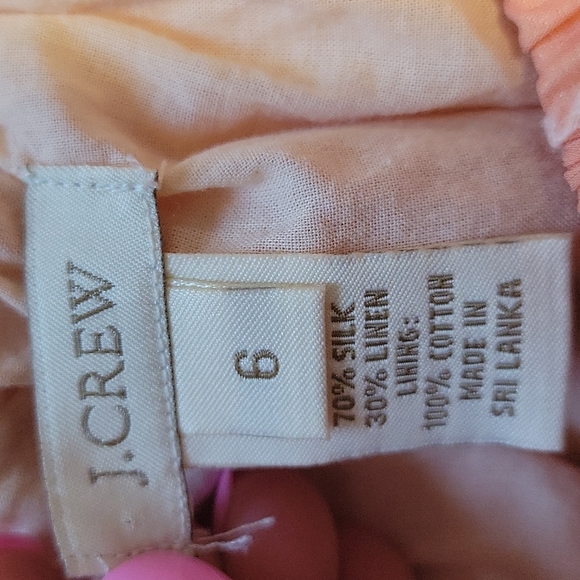 J.CREW
6
70% SILK
30% LINEN
LINING:
100% COTTON
MADE IN
SRI LANKA